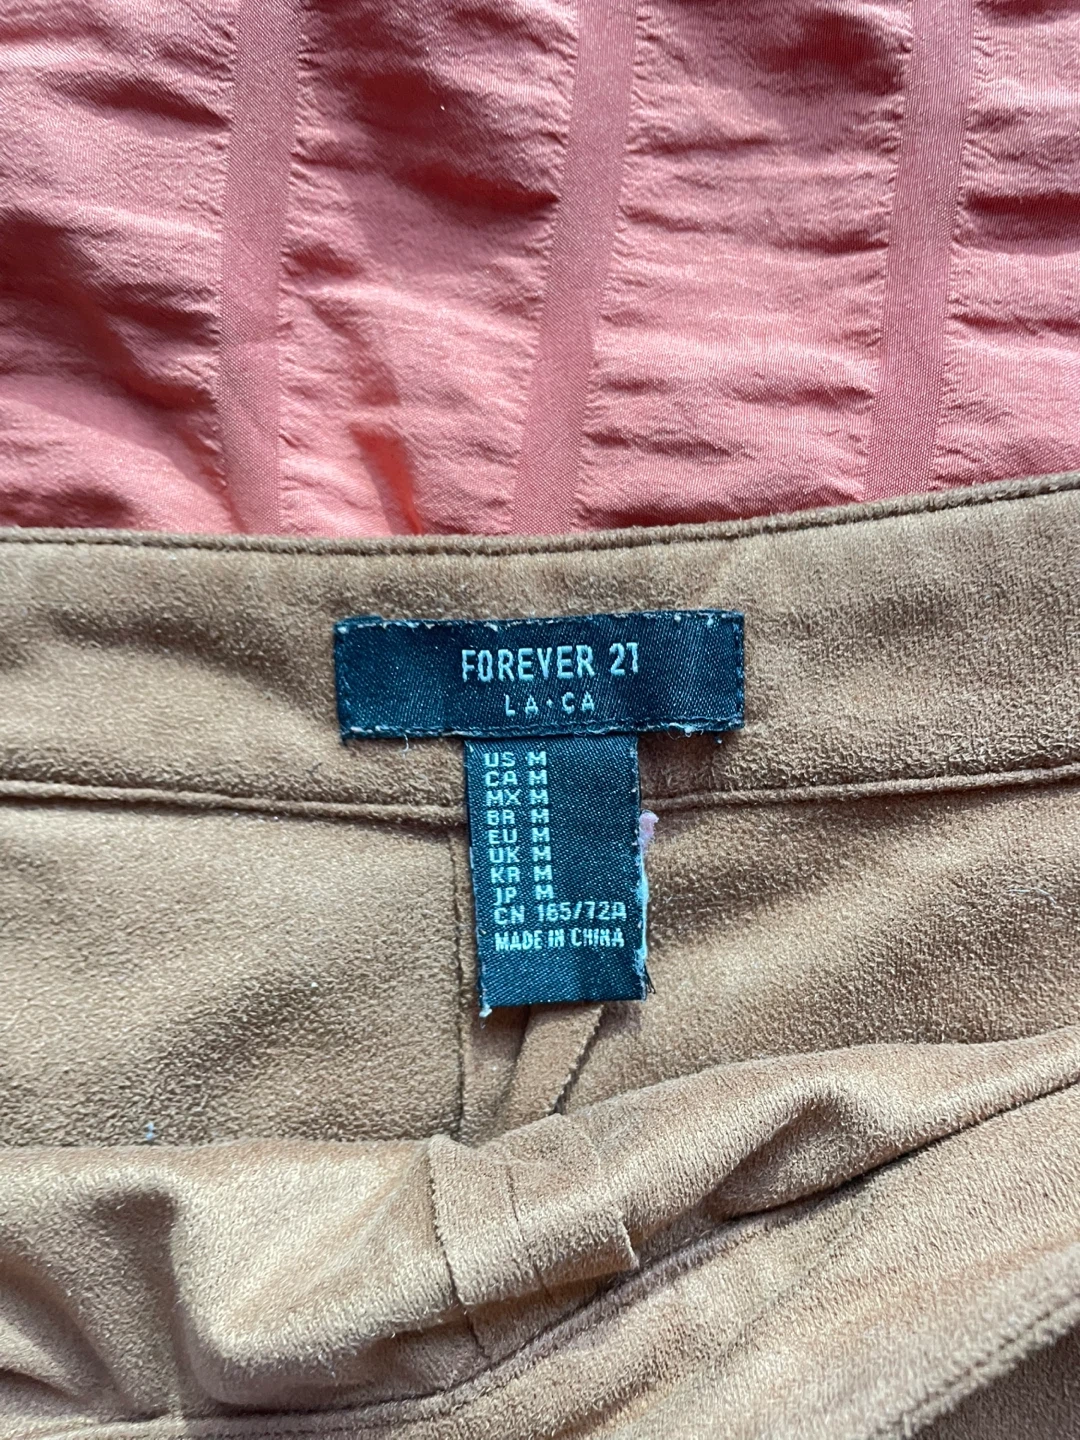 FOREVER 21
LA·CA
US M
CA M
MX M
BR M
EU M
UK M
KR M
JP M
CN 165/72A
MADE IN CHINA